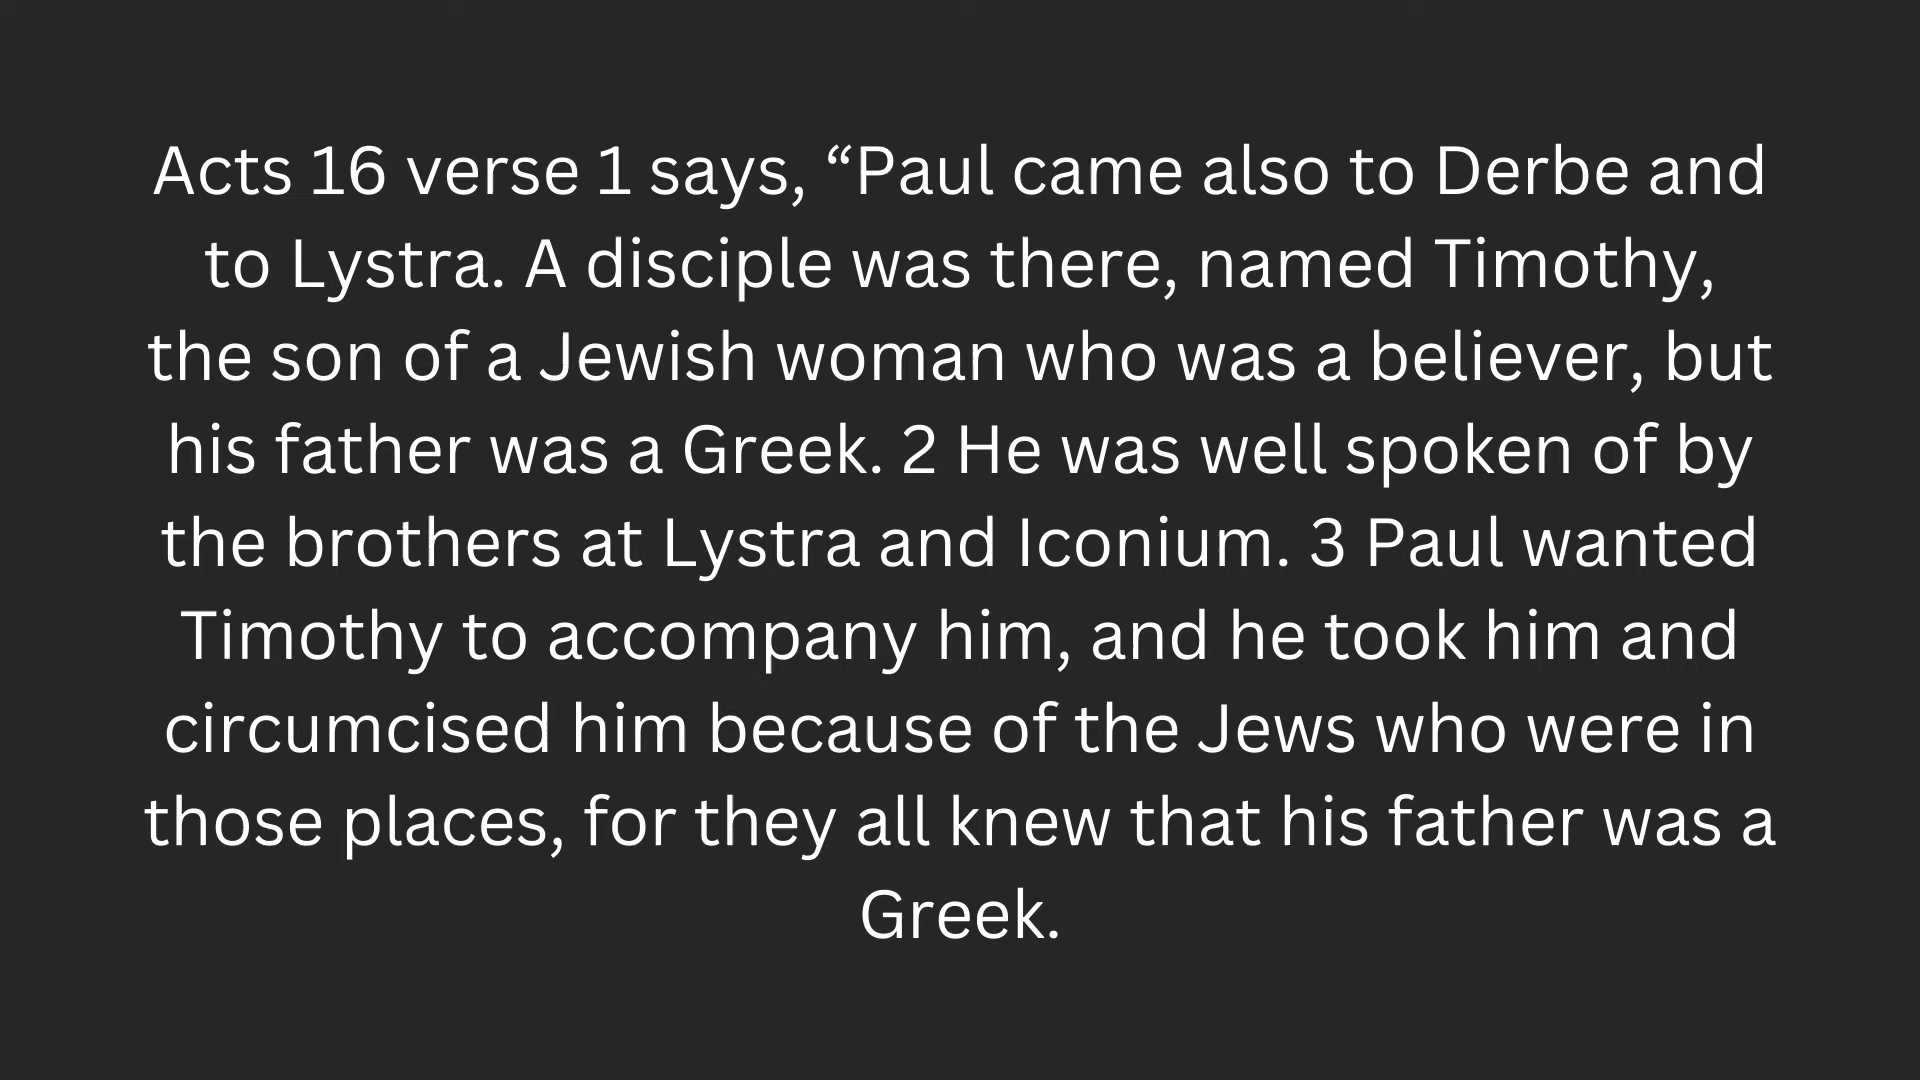 Acts 16 verse 1 says, “Paul came also to Derbe and
to Lystra. A disciple was there, named Timothy,
the son of a Jewish woman who was a believer, but
his father was a Greek. 2 He was well spoken of by
the brothers at Lystra and Iconium. 3 Paul wanted
Timothy to accompany him, and he took him and
circumcised him because of the Jews who were in
those places, for they all knew that his father was a
Greek.